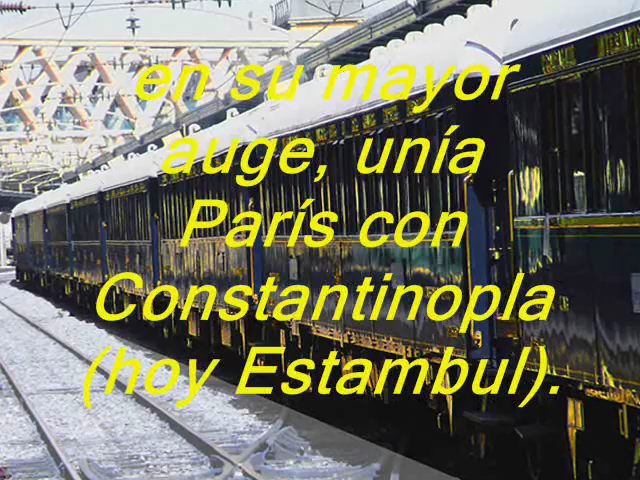 en su mayor
auge, unía
París con
Constantinopla
(hoy Estambul).